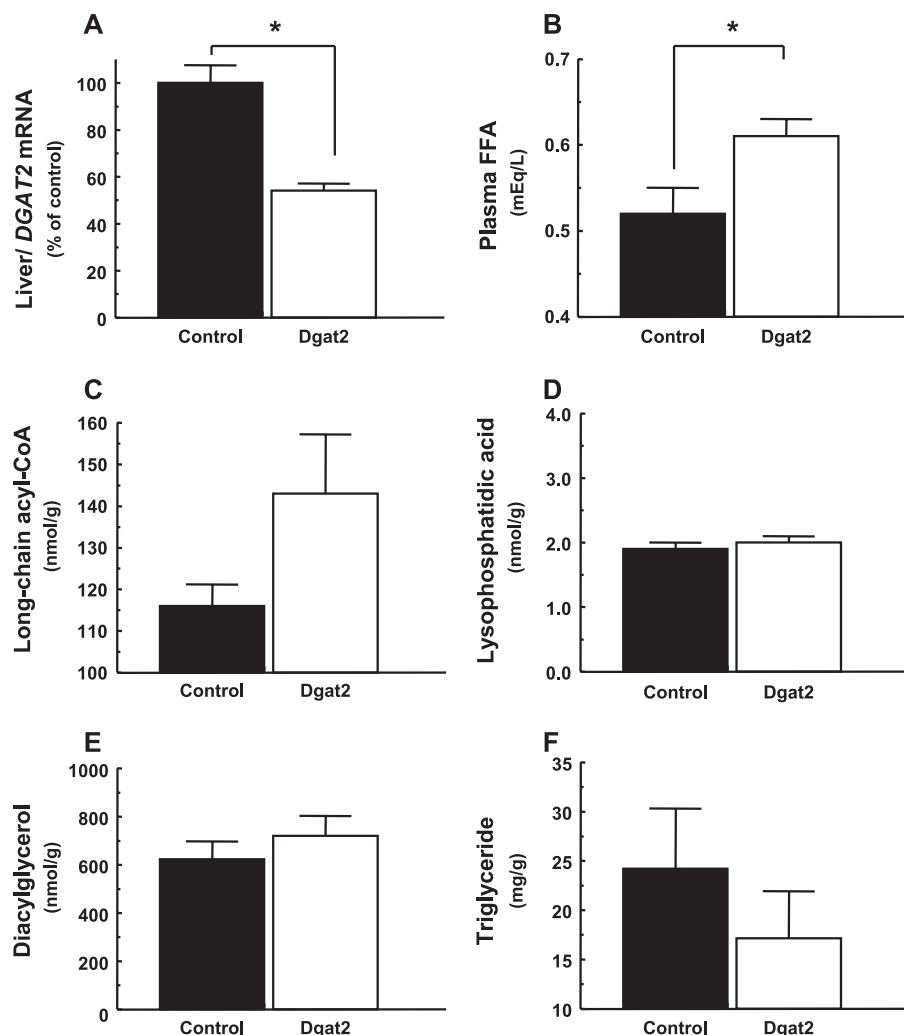 A
*
Liver/ DGAT2 mRNA
(% of control)
100
80
60
40
20
0
Control
Dgat2
B
*
Plasma FFA
(mEq/L)
0.7
0.6
0.5
0.4
Control
Dgat2
C
Long-chain acyl-CoA
(nmol/g)
160
150
140
130
120
110
100
Control
Dgat2
D
Lysophosphatidic acid
(nmol/g)
4.0
3.0
2.0
1.0
0.0
Control
Dgat2
E
Diacylglycerol
(nmol/g)
1000
800
600
400
200
0
Control
Dgat2
F
Triglyceride
(mg/g)
35
30
25
20
15
10
Control
Dgat2